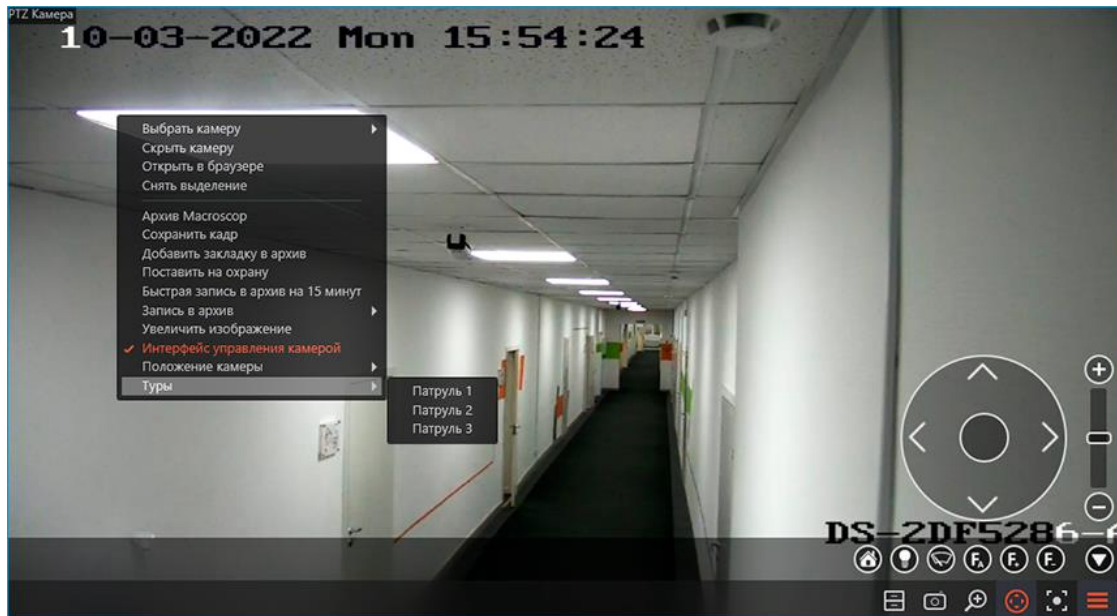 PTZ Камера
10-03-2022 Mon 15:54:24
Выбрать камеру
Скрыть камеру
Открыть в браузере
Снять выделение
Архив Macroscop
Сохранить кадр
Добавить закладку в архив
Поставить на охрану
Быстрая запись в архив на 15 минут
Запись в архив
Увеличить изображение
Интерфейс управления камерой
Положение камеры
Туры
Патруль 1
Патруль 2
Патруль 3
DS-2DF5286-A
FA
F.
F.